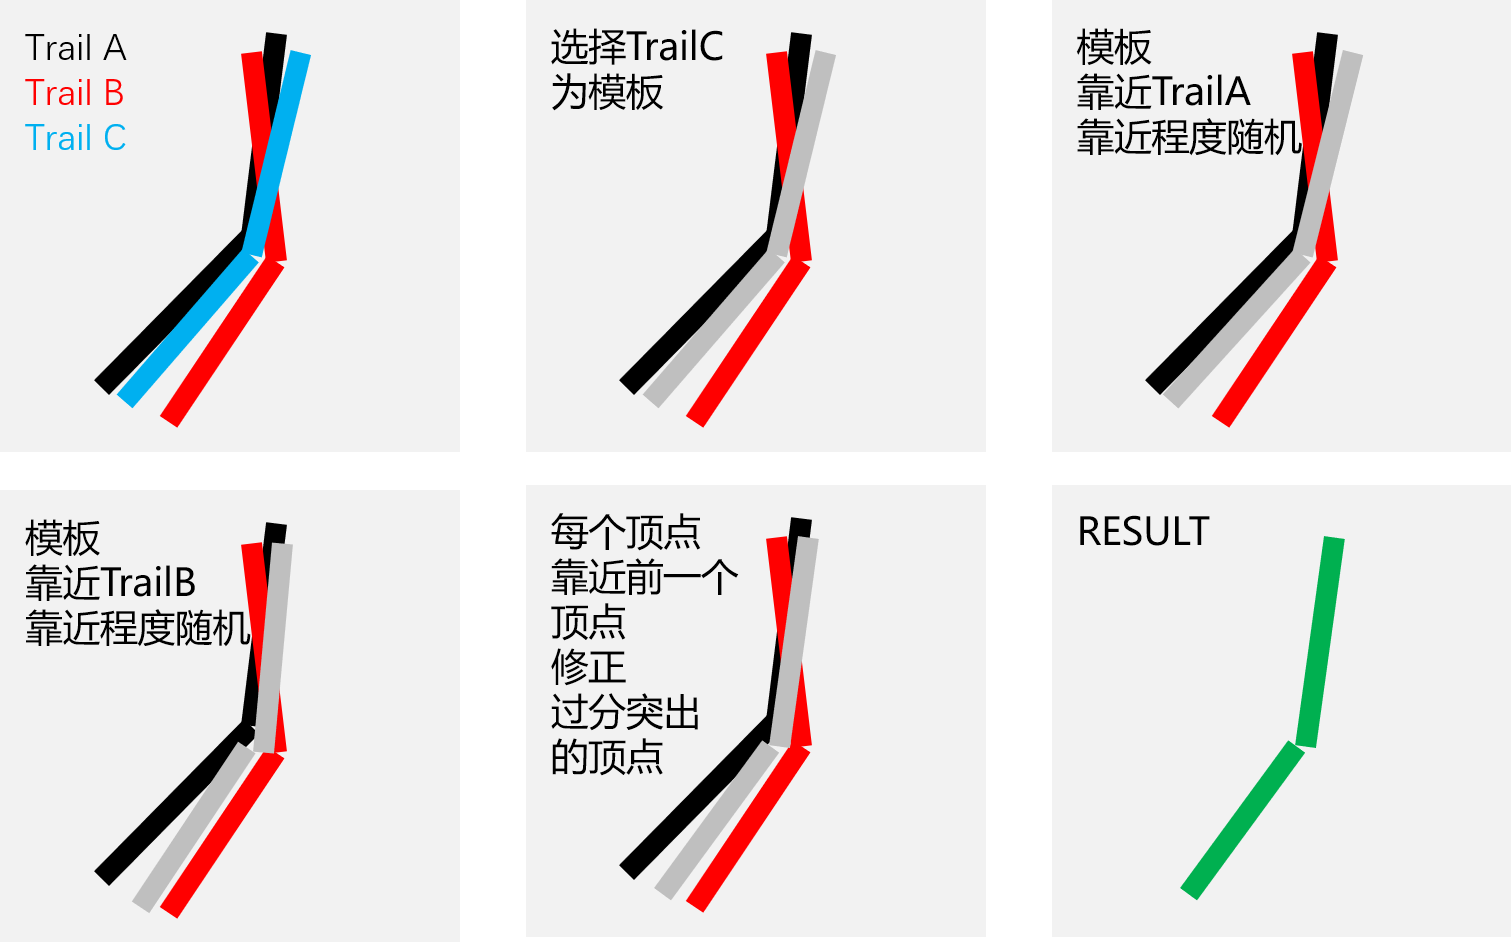 Trail A
Trail B
Trail C
选择TrailC
为模板
模板
靠近TrailA
靠近程度随机
模板
靠近TrailB
靠近程度随机
每个顶点
靠近前一个
顶点
修正
过分突出
的顶点
RESULT